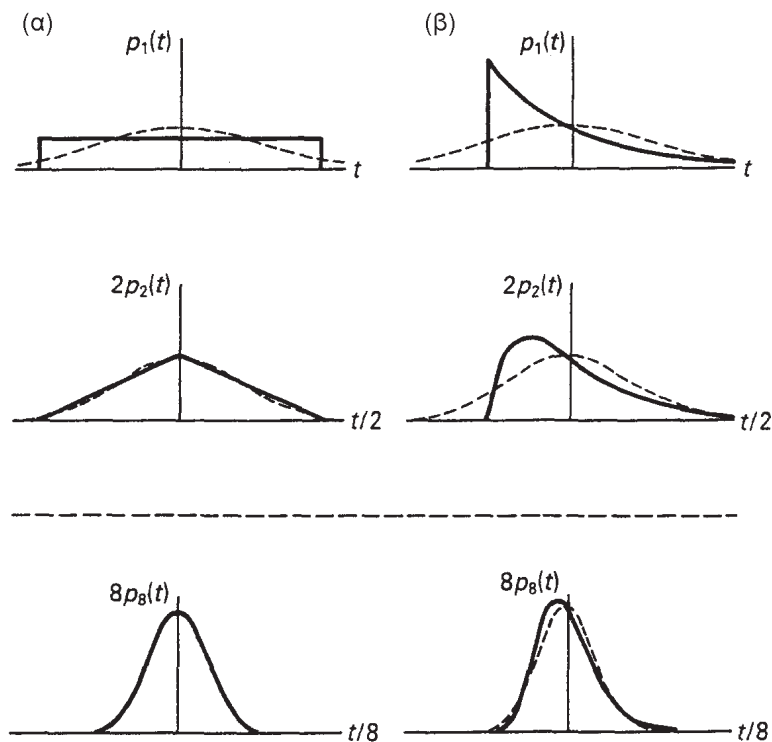 (α) (β)
p₁(t) p₁(t)
t t
2p₂(t) 2p₂(t)
t/2 t/2
8p₈(t) 8p₈(t)
t/8 t/8